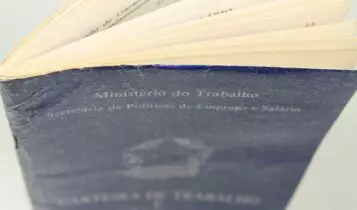 Ministério do Trabalho
Secretaria de Políticas de Emprego e Salário
CARTEIRA DE TRABALHO
E